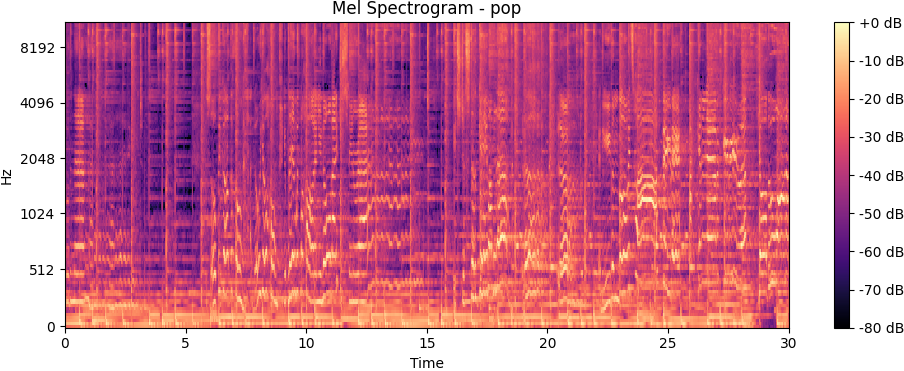 Mel Spectrogram - pop
Hz
8192
4096
2048
1024
512
0
0 5 10 15 20 25 30
Time
+0 dB
-10 dB
-20 dB
-30 dB
-40 dB
-50 dB
-60 dB
-70 dB
-80 dB